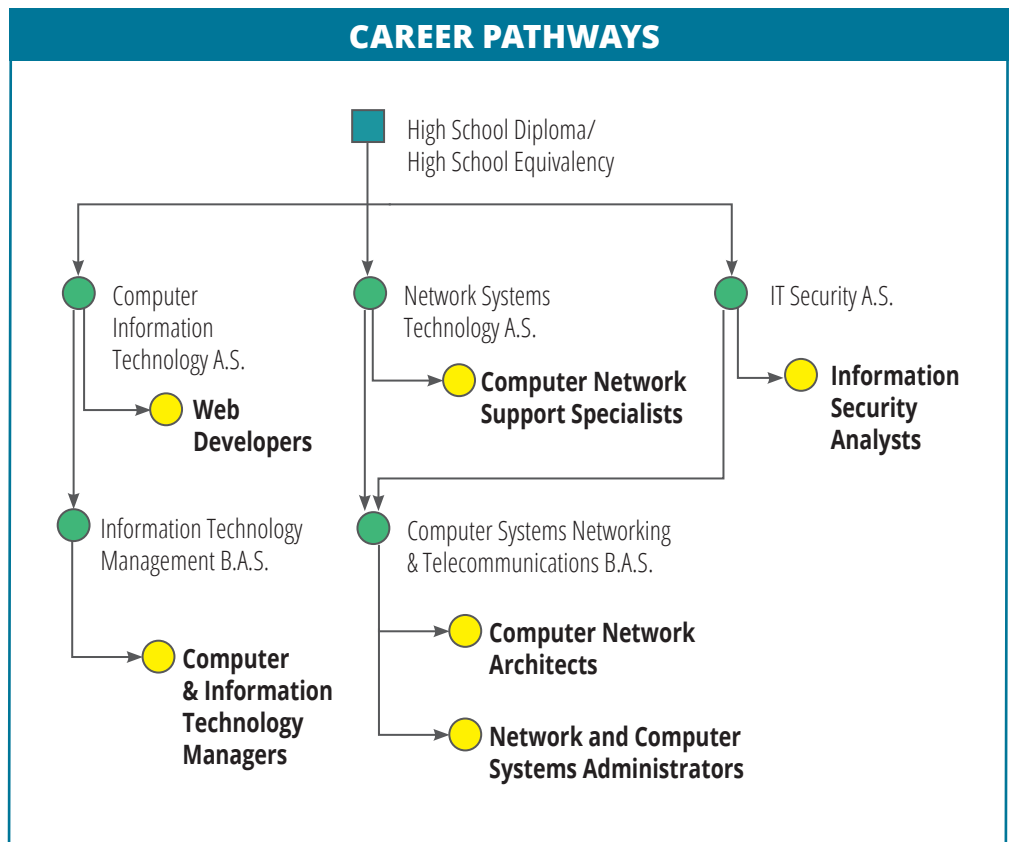 CAREER PATHWAYS
High School Diploma/
High School Equivalency
Computer
Information
Technology A.S.
Network Systems
Technology A.S.
IT Security A.S.
Web
Developers
Computer Network
Support Specialists
Information
Security
Analysts
Information Technology
Management B.A.S.
Computer Systems Networking
& Telecommunications B.A.S.
Computer
& Information
Technology
Managers
Computer Network
Architects
Network and Computer
Systems Administrators